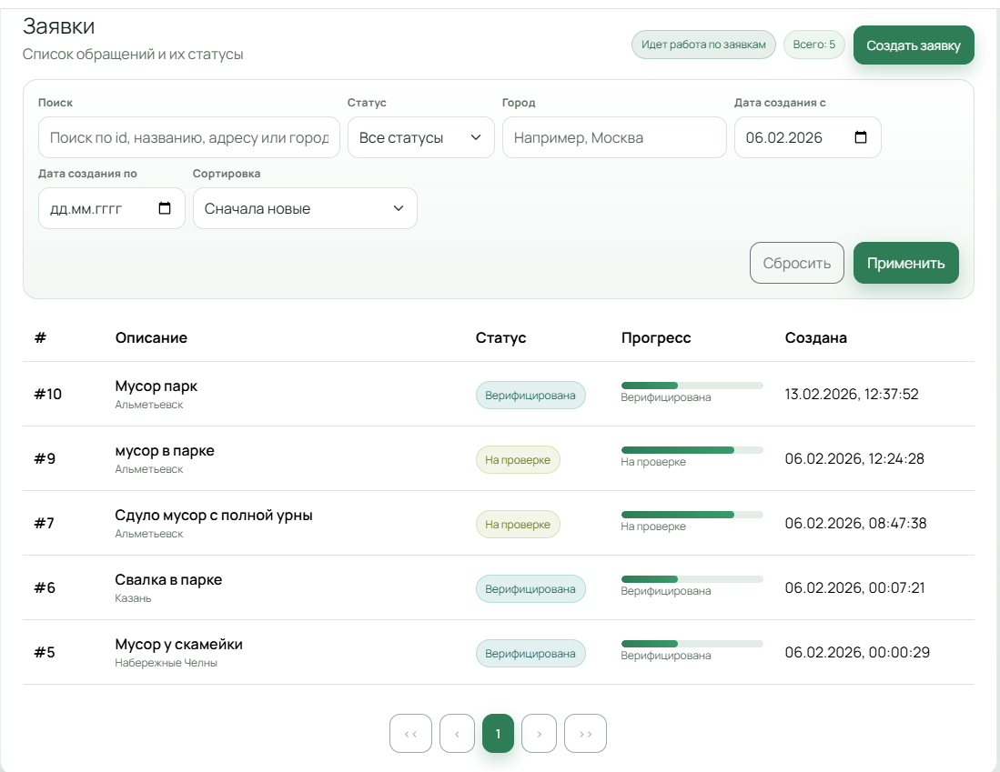 Заявки
Список обращений и их статусы
Идет работа по заявкам
Всего: 5
Создать заявку
Поиск
Статус
Город
Дата создания с
Поиск по id, названию, адресу или город
Все статусы
Например, Москва
06.02.2026
Дата создания по
Сортировка
дд.мм.гггг
Сначала новые
Сбросить
Применить
# Описание Статус Прогресс Создана
#10 Мусор парк Верифицирована 13.02.2026, 12:37:52
Альметьевск Верифицирована
#9 мусор в парке На проверке 06.02.2026, 12:24:28
Альметьевск На проверке
#7 Сдуло мусор с полной урны На проверке 06.02.2026, 08:47:38
Альметьевск На проверке
#6 Свалка в парке Верифицирована 06.02.2026, 00:07:21
Казань Верифицирована
#5 Мусор у скамейки Верифицирована 06.02.2026, 00:00:29
Набережные Челны Верифицирована
<< < 1 > >>